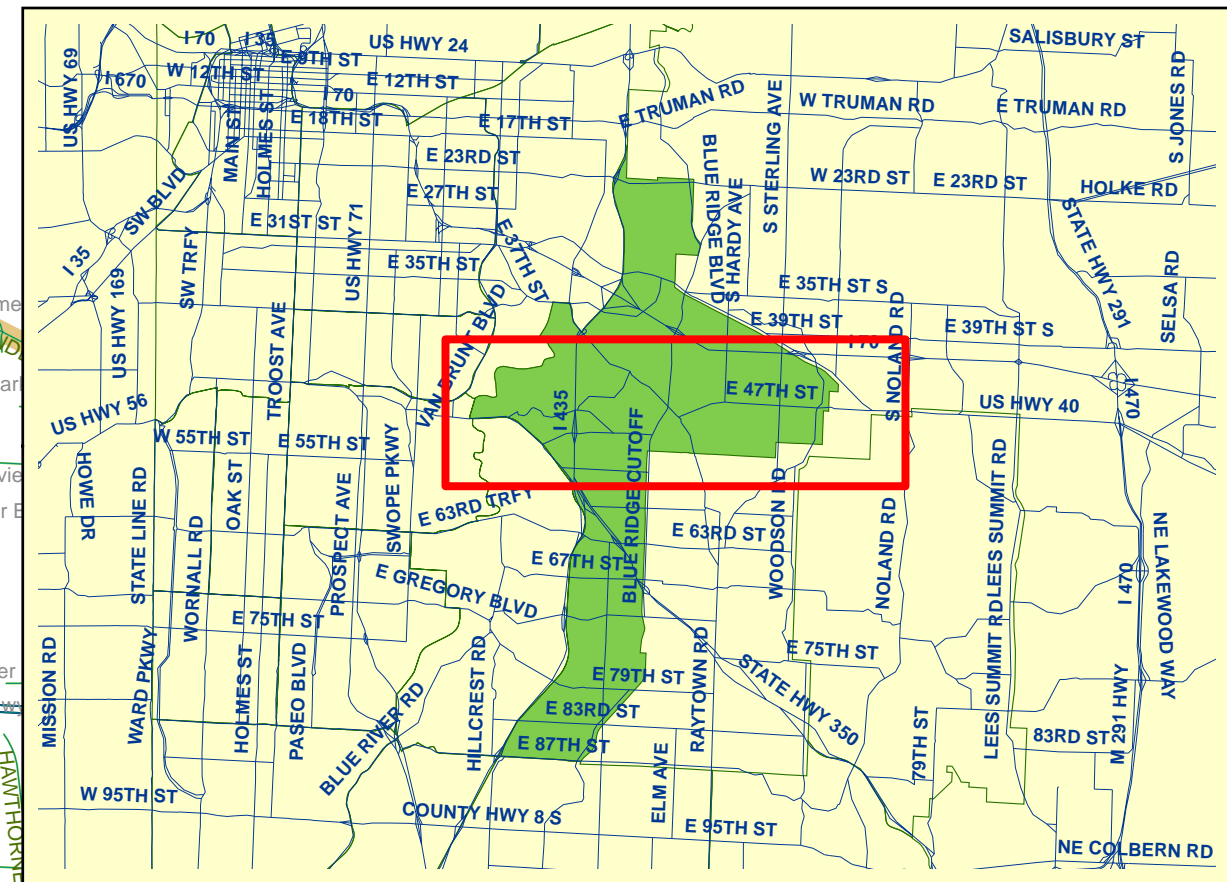 I 70
I 35
US HWY 24
SALISBURY ST
US HWY 69
I 670
W 12TH ST
E 9TH ST
E 12TH ST
I 70
E 18TH ST
E 17TH ST
E TRUMAN RD
W TRUMAN RD
E TRUMAN RD
S JONES RD
MAIN ST
HOLMES ST
E 23RD ST
BLUE RIDGE BLVD
S HARDY AVE
S STERLING AVE
W 23RD ST
E 23RD ST
HOLKE RD
SW BLVD
E 27TH ST
E 31ST ST
US HWY 71
E 37TH ST
STATE HWY 291
I 35
SW TRFY
E 35TH ST
E 35TH ST S
SELSA RD
US HWY 169
TROOST AVE
VAN BRUNT BLVD
E 39TH ST
I 70
S NOLAND RD
E 39TH ST S
US HWY 56
I 435
E 47TH ST
US HWY 40
I 470
W 55TH ST
E 55TH ST
HOWE DR
STATE LINE RD
OAK ST
SWOPE PKWY
PROSPECT AVE
E 63RD TRFY
BLUE RIDGE CUTOFF
E 63RD ST
WOODSON RD
NOLAND RD
LEES SUMMIT RD
LEES SUMMIT RD
NE LAKEWOOD WAY
I 470
WORNALL RD
E 67TH ST
E GREGORY BLVD
E 75TH ST
E 75TH ST
MISSION RD
WARD PKWY
HOLMES ST
PASEO BLVD
BLUE RIVER RD
HILLCREST RD
E 79TH ST
RAYTOWN RD
STATE HWY 350
E 83RD ST
E 87TH ST
79TH ST
83RD ST
M 291 HWY
ELM AVE
W 95TH ST
COUNTY HWY 8 S
E 95TH ST
NE COLBERN RD
HAWTHORNE